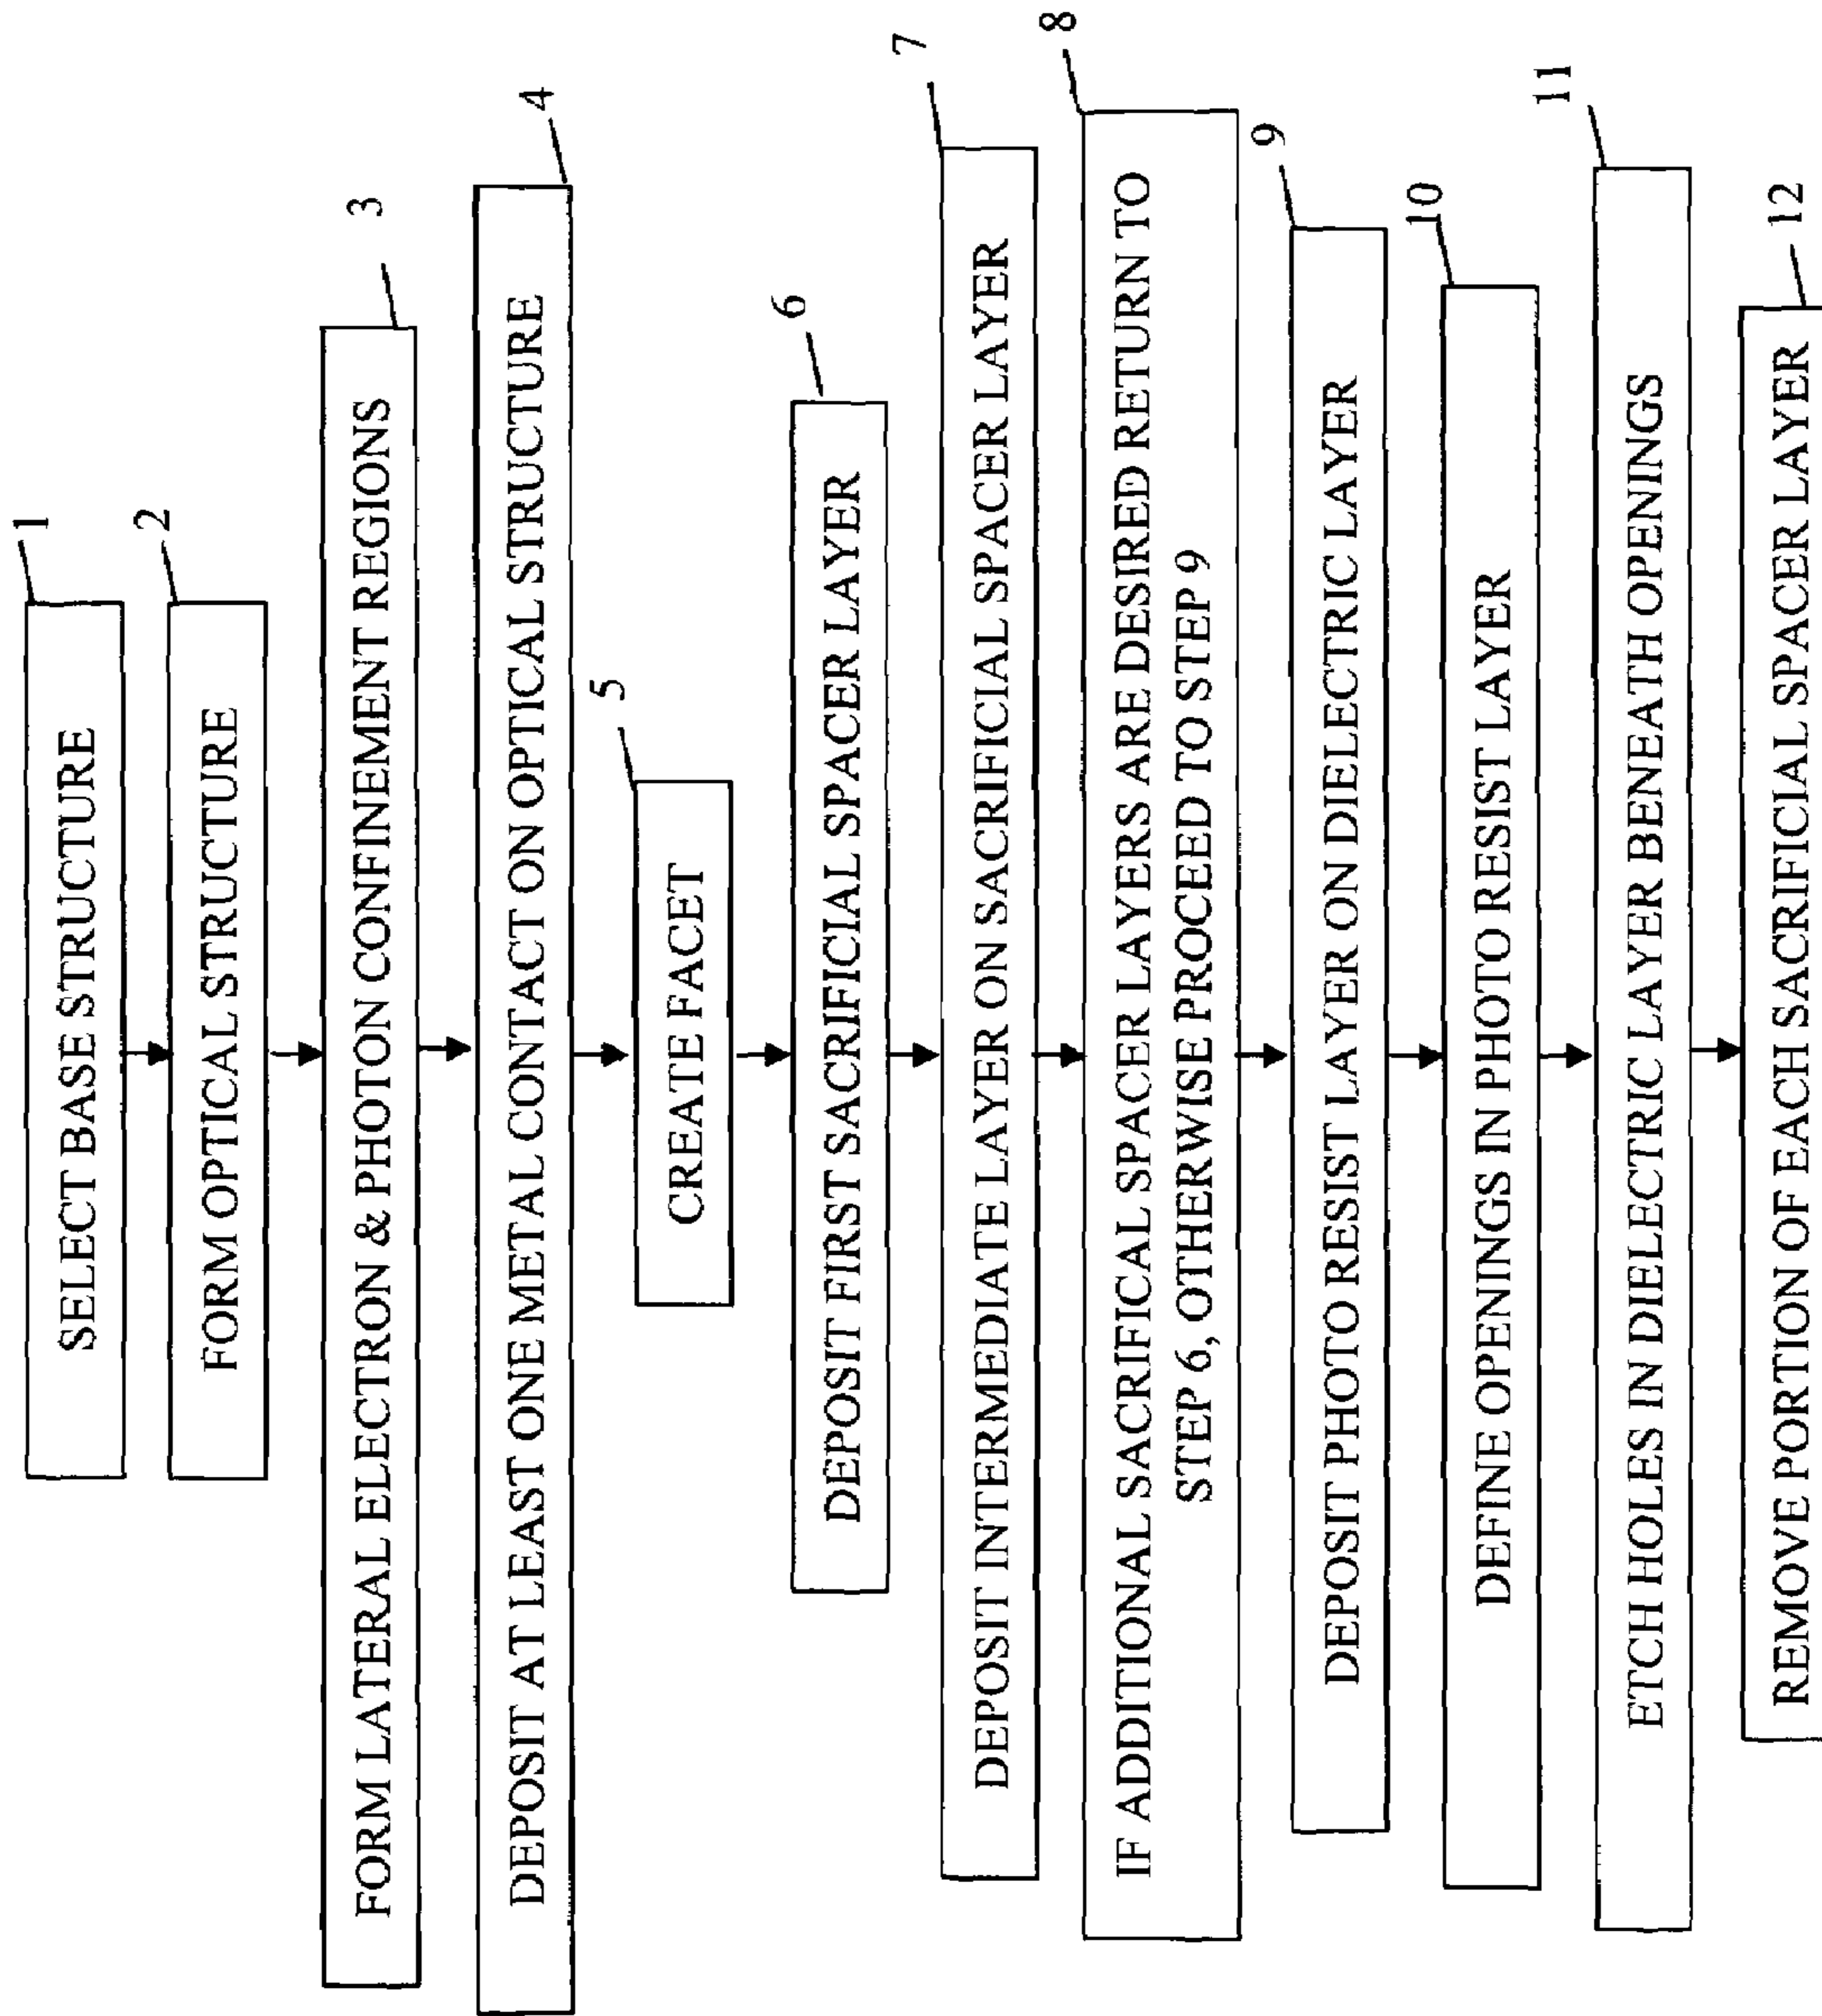 1
SELECT BASE STRUCTURE
2
FORM OPTICAL STRUCTURE
3
FORM LATERAL ELECTRON & PHOTON CONFINEMENT REGIONS
4
DEPOSIT AT LEAST ONE METAL CONTACT ON OPTICAL STRUCTURE
5
CREATE FACET
6
DEPOSIT FIRST SACRIFICIAL SPACER LAYER
7
DEPOSIT INTERMEDIATE LAYER ON SACRIFICIAL SPACER LAYER
8
IF ADDITIONAL SACRIFICAL SPACER LAYERS ARE DESIRED RETURN TO
STEP 6, OTHERWISE PROCEED TO STEP 9
9
DEPOSIT PHOTO RESIST LAYER ON DIELECTRIC LAYER
10
DEFINE OPENINGS IN PHOTO RESIST LAYER
11
ETCH HOLES IN DIELECTRIC LAYER BENEATH OPENINGS
12
REMOVE PORTION OF EACH SACRIFICIAL SPACER LAYER